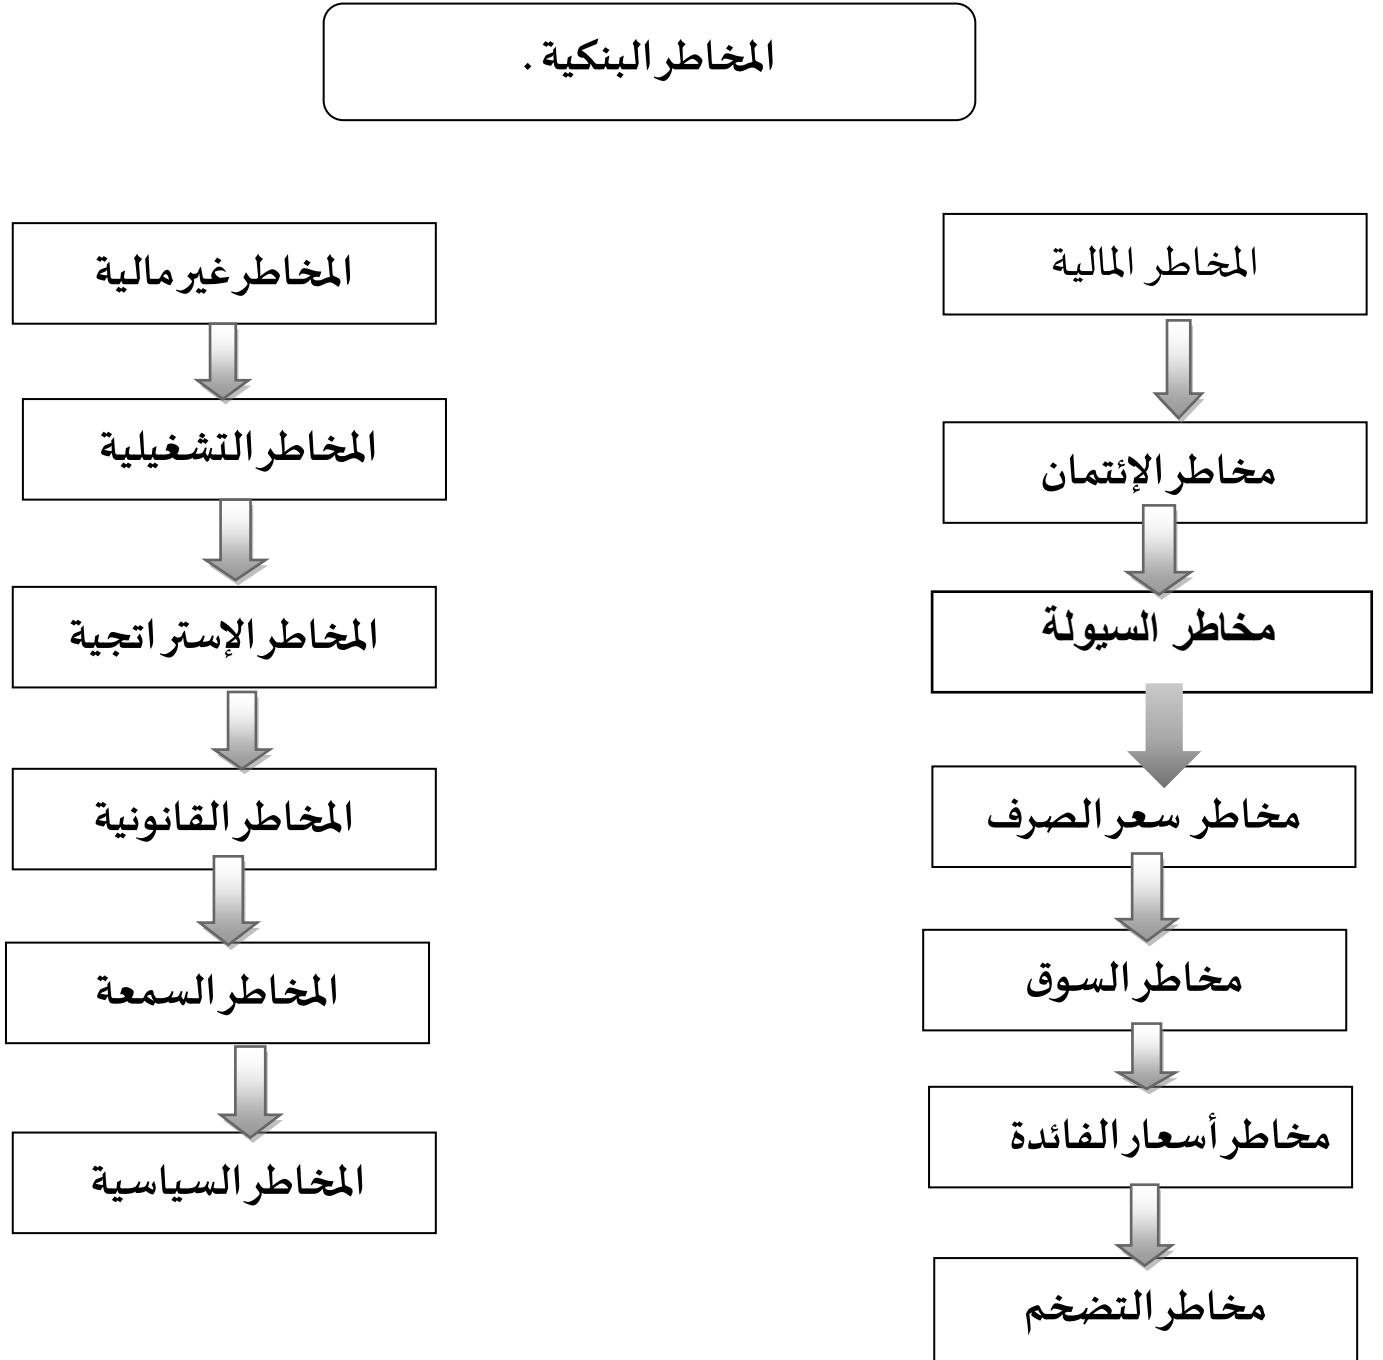 المخاطر البنكية .
المخاطر المالية
مخاطر الإئتمان
مخاطر السيولة
مخاطر سعر الصرف
مخاطر السوق
مخاطر أسعار الفائدة
مخاطر التضخم
المخاطر غير مالية
المخاطر التشغيلية
المخاطر الإستراتجية
المخاطر القانونية
المخاطر السمعة
المخاطر السياسية